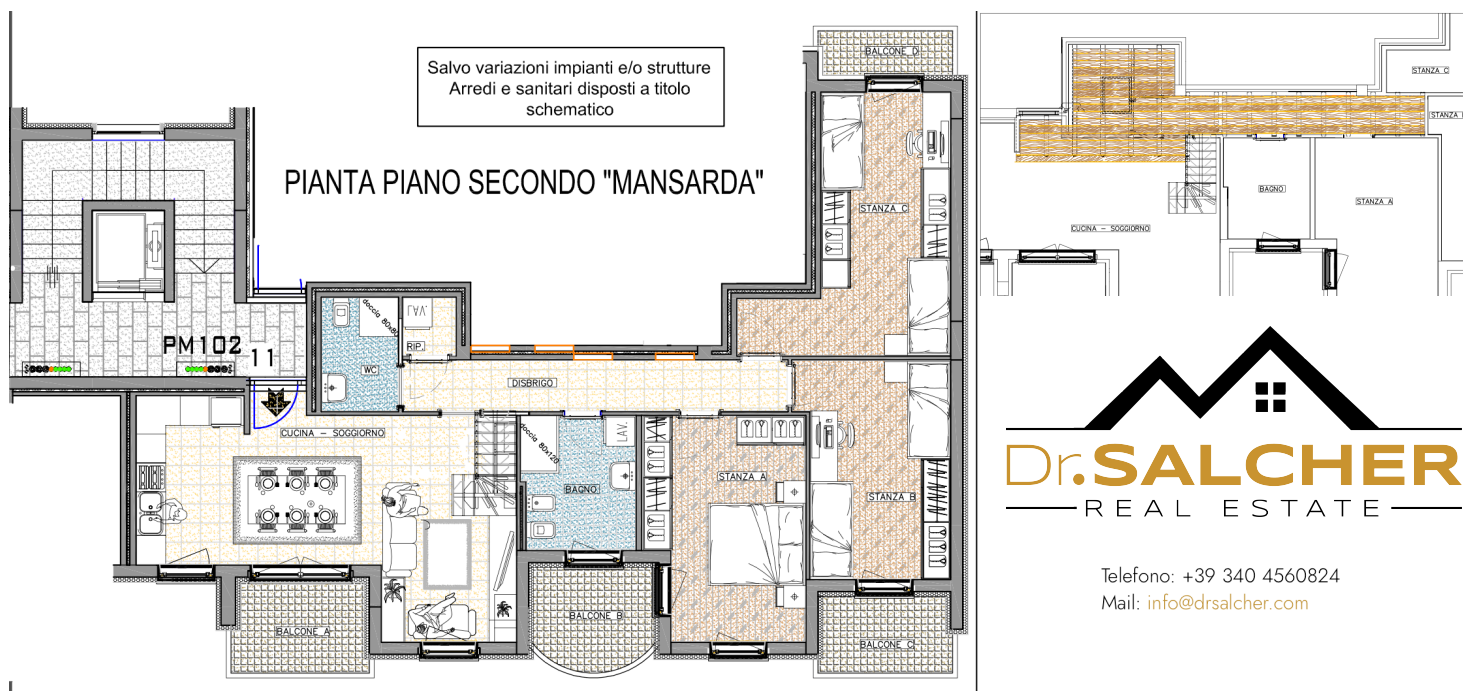 Salvo variazioni impianti e/o strutture
Arredi e sanitari disposti a titolo
schematico
PIANTA PIANO SECONDO "MANSARDA"
BALCONE D
STANZA C
PM102
11
doccia 80x80
LAV.
RIP.
WC
DISBRIGO
CUCINA - SOGGIORNO
doccia 80x120
LAV.
BAGNO
STANZA A
STANZA B
BALCONE A
BALCONE B
BALCONE C
STANZA C
STANZA
BAGNO
STANZA A
CUCINA - SOGGIORNO
Dr.SALCHER
REAL ESTATE
Telefono: +39 340 4560824
Mail: info@drsalcher.com